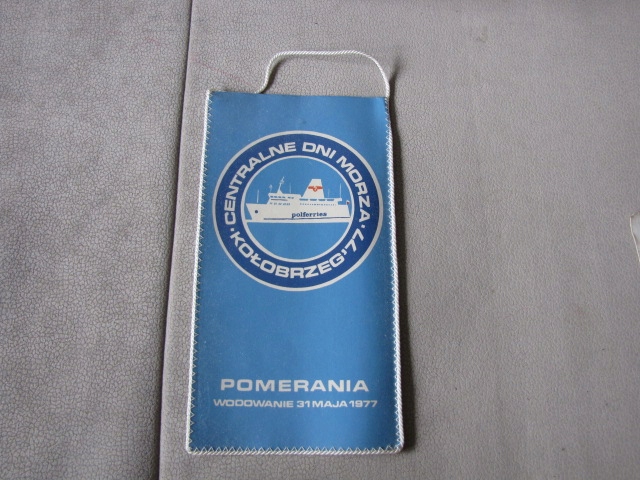 CENTRALNE DNI MORZA
polferries
· KOŁOBRZEG'77 ·
POMERANIA
WODOWANIE 31 MAJA 1977